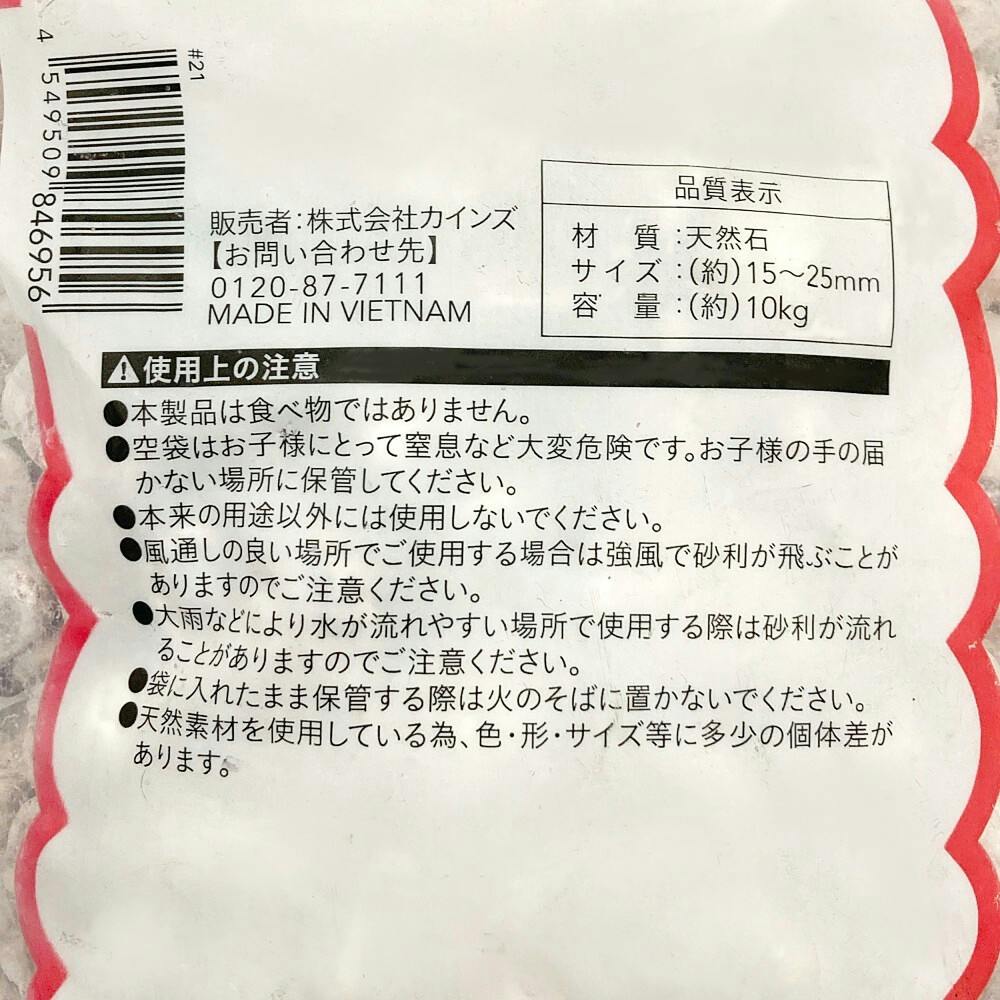 #21
4 549509 846956
販売者:株式会社カインズ
【お問い合わせ先】
0120-87-7111
MADE IN VIETNAM
品質表示
材 質:天然石
サイズ:(約)15〜25mm
容 量:(約)10kg
⚠使用上の注意
●本製品は食べ物ではありません。
●空袋はお子様にとって窒息など大変危険です。お子様の手の届
かない場所に保管してください。
●本来の用途以外には使用しないでください。
●風通しの良い場所でご使用する場合は強風で砂利が飛ぶことが
ありますのでご注意ください。
●大雨などにより水が流れやすい場所で使用する際は砂利が流れ
ることがありますのでご注意ください。
●袋に入れたまま保管する際は火のそばに置かないでください。
●天然素材を使用している為、色・形・サイズ等に多少の個体差が
あります。